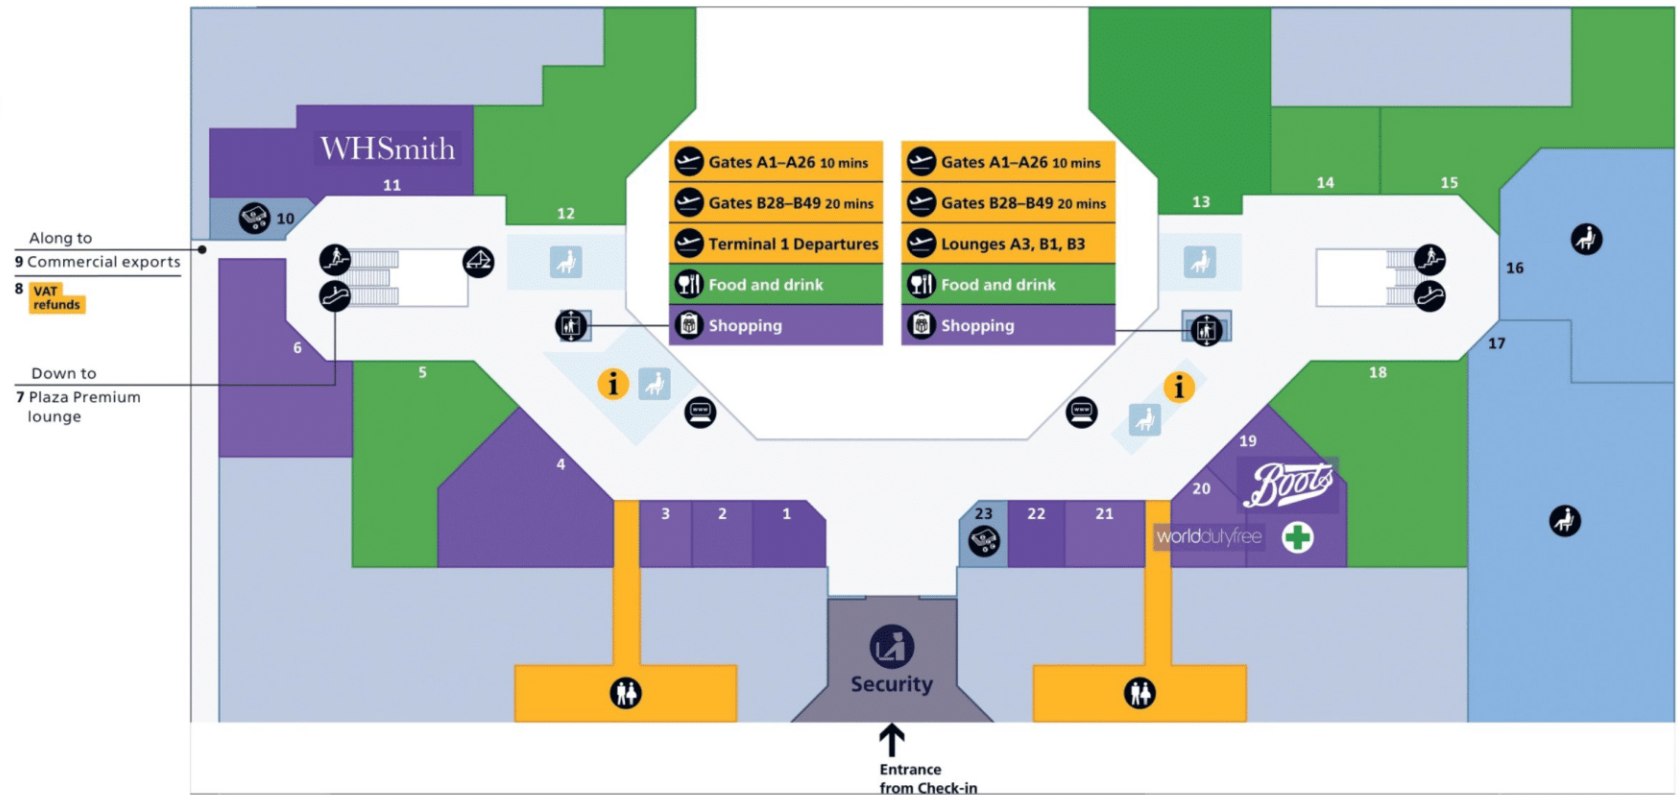 WHSmith
11
10
12
13
14
15
16
17
18
19
20
21
22
23
1
2
3
4
5
6
Along to
9 Commercial exports
8 VAT
refunds
Down to
7 Plaza Premium
lounge
Gates A1–A26 10 mins
Gates B28–B49 20 mins
Terminal 1 Departures
Food and drink
Shopping
Gates A1–A26 10 mins
Gates B28–B49 20 mins
Lounges A3, B1, B3
Food and drink
Shopping
i
www
i
www
Boots
worlddutyfree
Security
Entrance
from Check-in